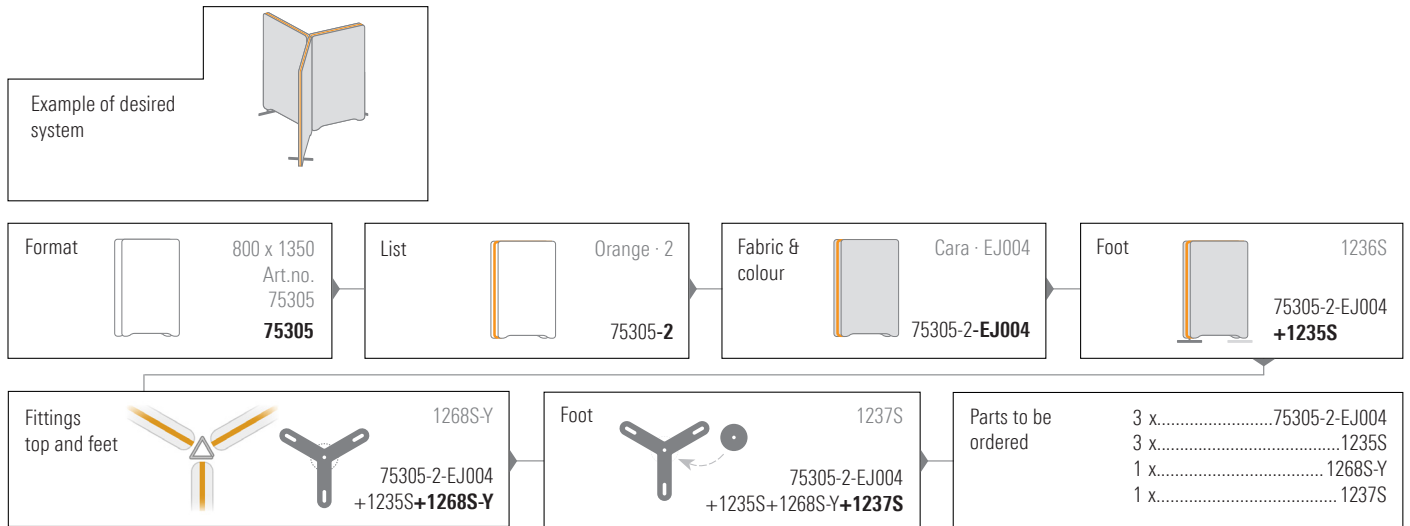 Example of desired
system
Format
800 x 1350
Art.no.
75305
75305
List
Orange · 2
75305-2
Fabric &
colour
Cara · EJ004
75305-2-EJ004
Foot
1236S
75305-2-EJ004
+1235S
Fittings
top and feet
1268S-Y
75305-2-EJ004
+1235S+1268S-Y
Foot
1237S
75305-2-EJ004
+1235S+1268S-Y+1237S
Parts to be
ordered
3 x..........................75305-2-EJ004
3 x.........................................1235S
1 x.....................................1268S-Y
1 x........................................ 1237S